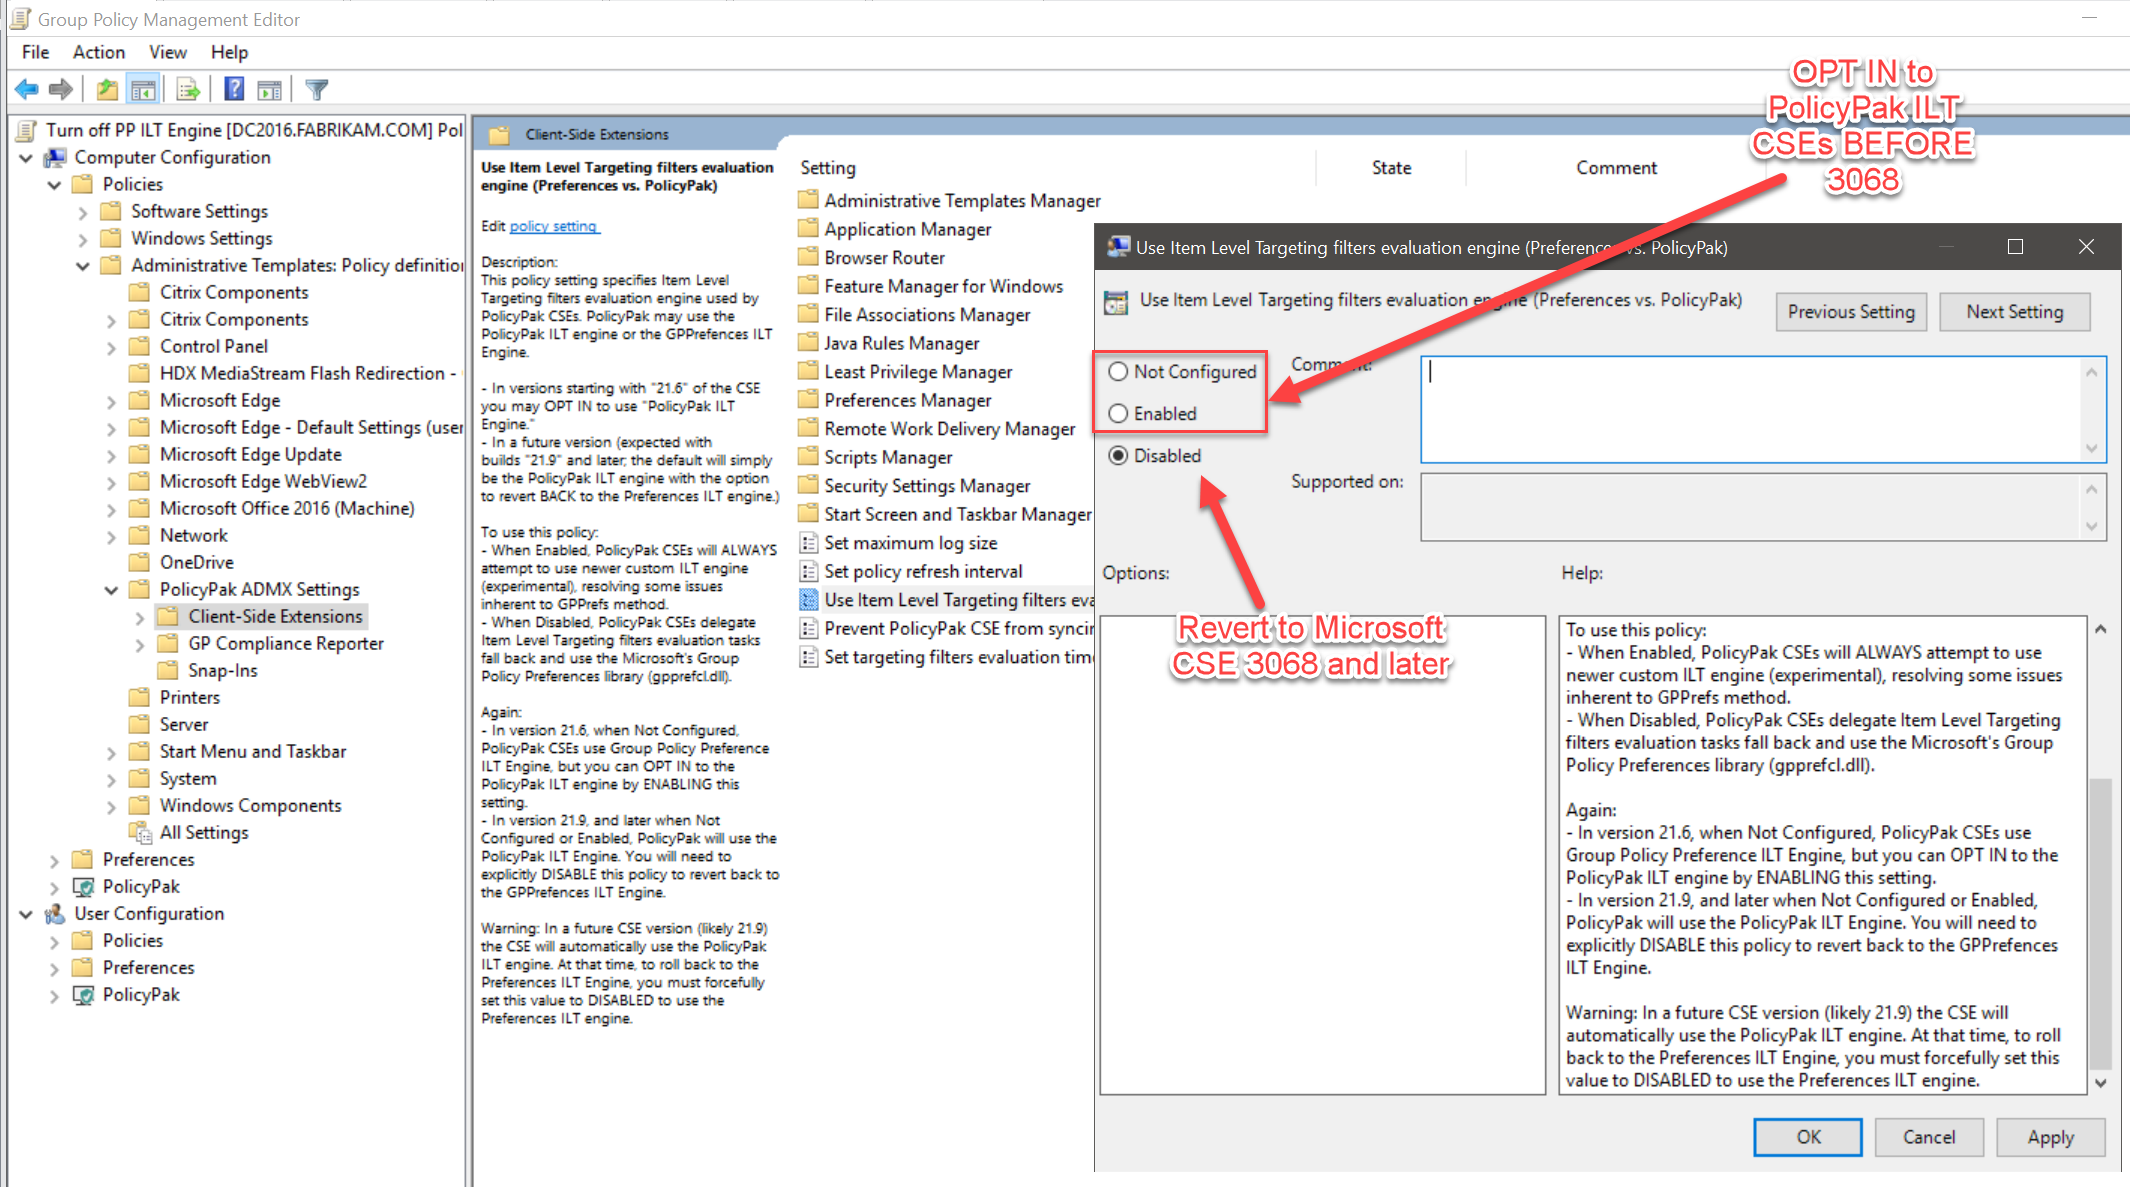 Group Policy Management Editor
File Action View Help
Turn off PP ILT Engine [DC2016.FABRIKAM.COM] Pol
Computer Configuration
Policies
Software Settings
Windows Settings
Administrative Templates: Policy definition
Citrix Components
Citrix Components
Control Panel
HDX MediaStream Flash Redirection -
Microsoft Edge
Microsoft Edge - Default Settings (user
Microsoft Edge Update
Microsoft Edge WebView2
Microsoft Office 2016 (Machine)
Network
OneDrive
PolicyPak ADMX Settings
Client-Side Extensions
GP Compliance Reporter
Snap-Ins
Printers
Server
Start Menu and Taskbar
System
Windows Components
All Settings
Preferences
PolicyPak
User Configuration
Policies
Preferences
PolicyPak
Client-Side Extensions
Use Item Level Targeting filters evaluation
engine (Preferences vs. PolicyPak)
Edit policy setting
Description:
This policy setting specifies Item Level
Targeting filters evaluation engine used by
PolicyPak CSEs. PolicyPak may use the
PolicyPak ILT engine or the GPPrefences ILT
Engine.
- In versions starting with "21.6" of the CSE
you may OPT IN to use "PolicyPak ILT
Engine."
- In a future version (expected with
builds "21.9" and later, the default will simply
be the PolicyPak ILT engine with the option
to revert BACK to the Preferences ILT engine.)
To use this policy:
- When Enabled, PolicyPak CSEs will ALWAYS
attempt to use newer custom ILT engine
(experimental), resolving some issues
inherent to GPPrefs method.
- When Disabled, PolicyPak CSEs delegate
Item Level Targeting filters evaluation tasks
fall back and use the Microsoft's Group
Policy Preferences library (gpprefcl.dll).
Again:
- In version 21.6, when Not Configured,
PolicyPak CSEs use Group Policy Preference
ILT Engine, but you can OPT IN to the
PolicyPak ILT engine by ENABLING this
setting.
- In version 21.9, and later when Not
Configured or Enabled, PolicyPak will use the
PolicyPak ILT Engine. You will need to
explicitly DISABLE this policy to revert back to
the GPPrefences ILT Engine.
Warning: In a future CSE version (likely 21.9)
the CSE will automatically use the PolicyPak
ILT engine. At that time, to roll back to the
Preferences ILT Engine, you must forcefully
set this value to DISABLED to use the
Preferences ILT engine.
Setting State Comment
Administrative Templates Manager
Application Manager
Browser Router
Feature Manager for Windows
File Associations Manager
Java Rules Manager
Least Privilege Manager
Preferences Manager
Remote Work Delivery Manager
Scripts Manager
Security Settings Manager
Start Screen and Taskbar Manager
Set maximum log size
Set policy refresh interval
Use Item Level Targeting filters eva
Prevent PolicyPak CSE from syncin
Set targeting filters evaluation time
OPT IN to
PolicyPak ILT
CSEs BEFORE
3068
Use Item Level Targeting filters evaluation engine (Preference vs. PolicyPak)
Use Item Level Targeting filters evaluation engine (Preferences vs. PolicyPak)
Previous Setting
Next Setting
Not Configured
Enabled
Disabled
Comment:
Supported on:
Revert to Microsoft
CSE 3068 and later
Options:
Help:
To use this policy:
- When Enabled, PolicyPak CSEs will ALWAYS attempt to use
newer custom ILT engine (experimental), resolving some issues
inherent to GPPrefs method.
- When Disabled, PolicyPak CSEs delegate Item Level Targeting
filters evaluation tasks fall back and use the Microsoft's Group
Policy Preferences library (gpprefcl.dll).
Again:
- In version 21.6, when Not Configured, PolicyPak CSEs use
Group Policy Preference ILT Engine, but you can OPT IN to the
PolicyPak ILT engine by ENABLING this setting.
- In version 21.9, and later when Not Configured or Enabled,
PolicyPak will use the PolicyPak ILT Engine. You will need to
explicitly DISABLE this policy to revert back to the GPPrefences
ILT Engine.
Warning: In a future CSE version (likely 21.9) the CSE will
automatically use the PolicyPak ILT engine. At that time, to roll
back to the Preferences ILT Engine, you must forcefully set this
value to DISABLED to use the Preferences ILT engine.
OK
Cancel
Apply